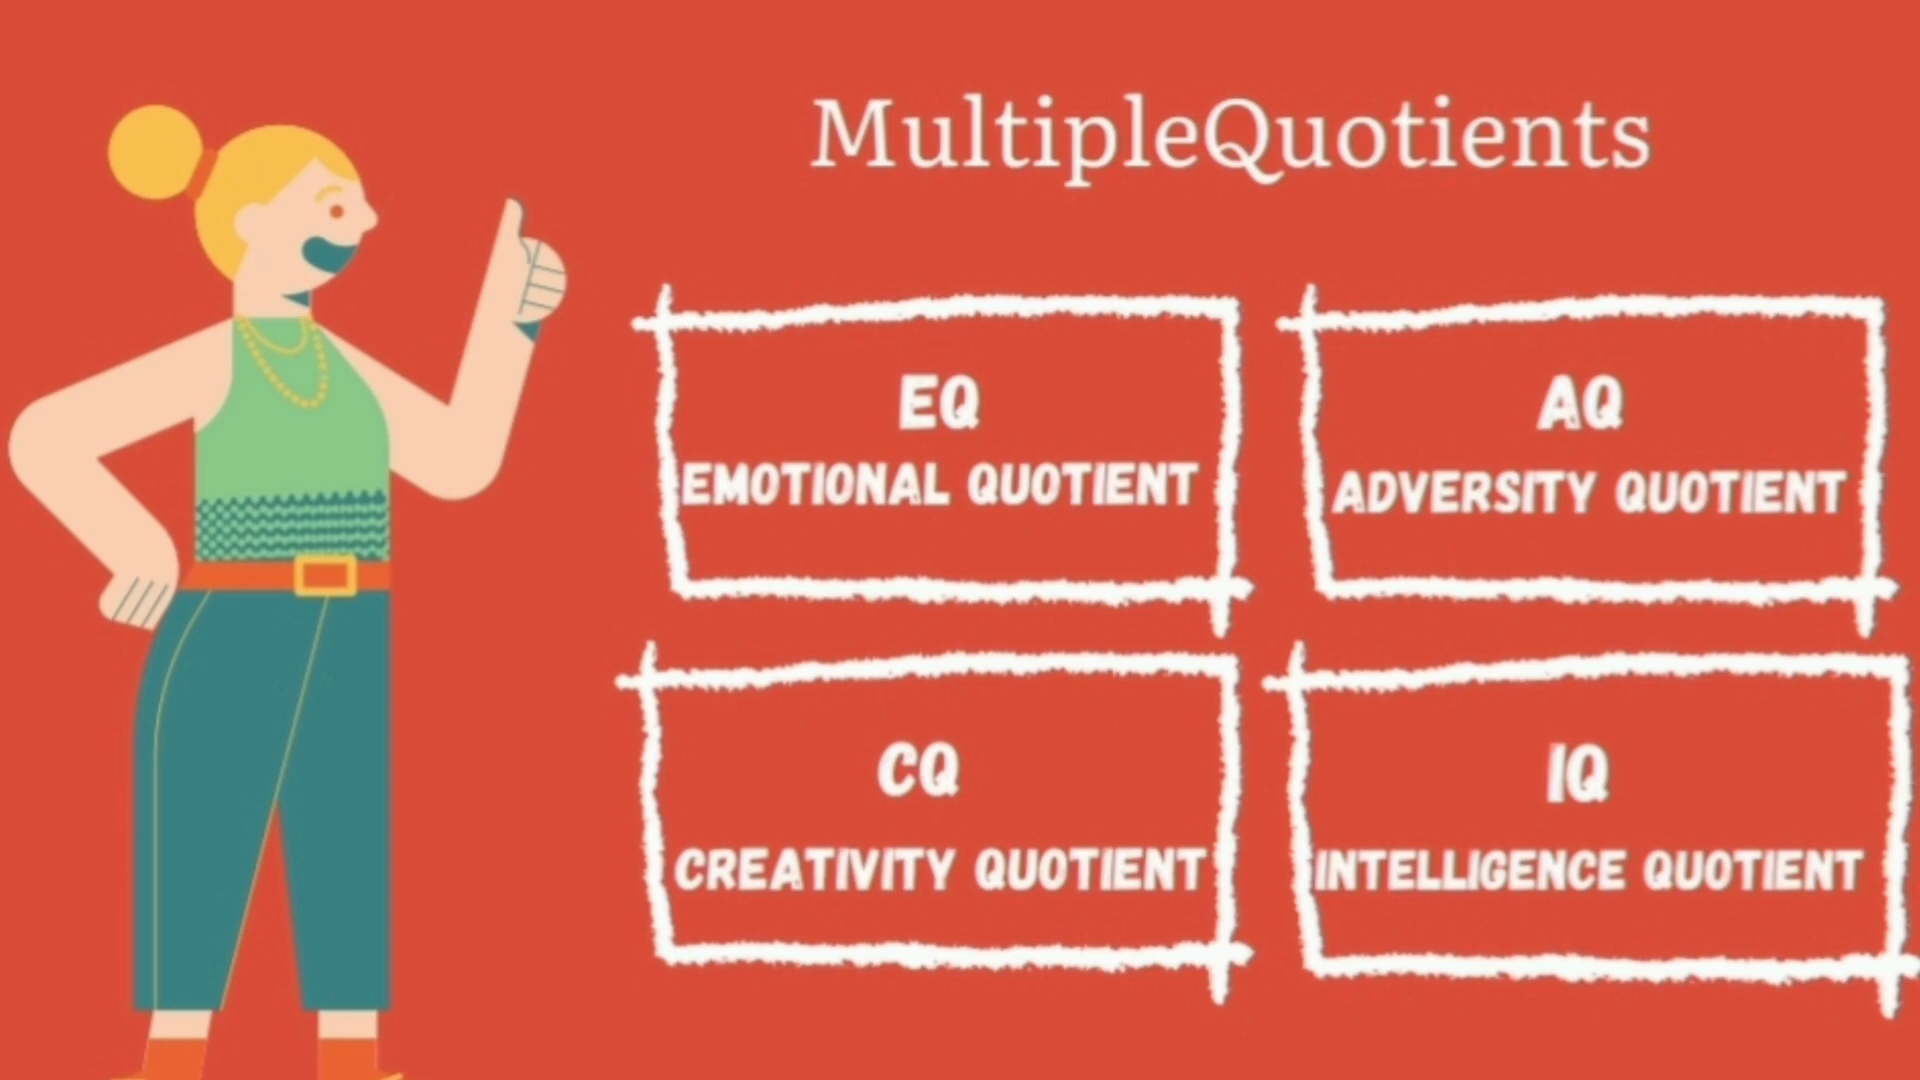 MultipleQuotients
EQ
EMOTIONAL QUOTIENT
AQ
ADVERSITY QUOTIENT
CQ
CREATIVITY QUOTIENT
IQ
INTELLIGENCE QUOTIENT